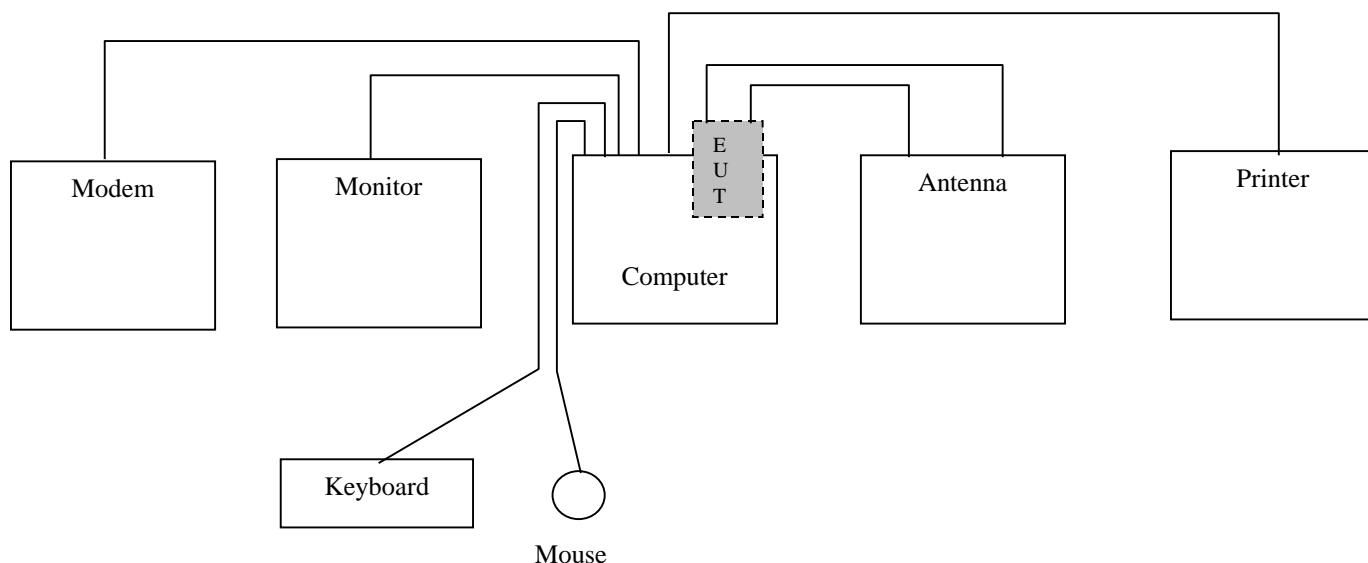 Modem
Monitor
E
U
T
Computer
Antenna
Printer
Keyboard
Mouse